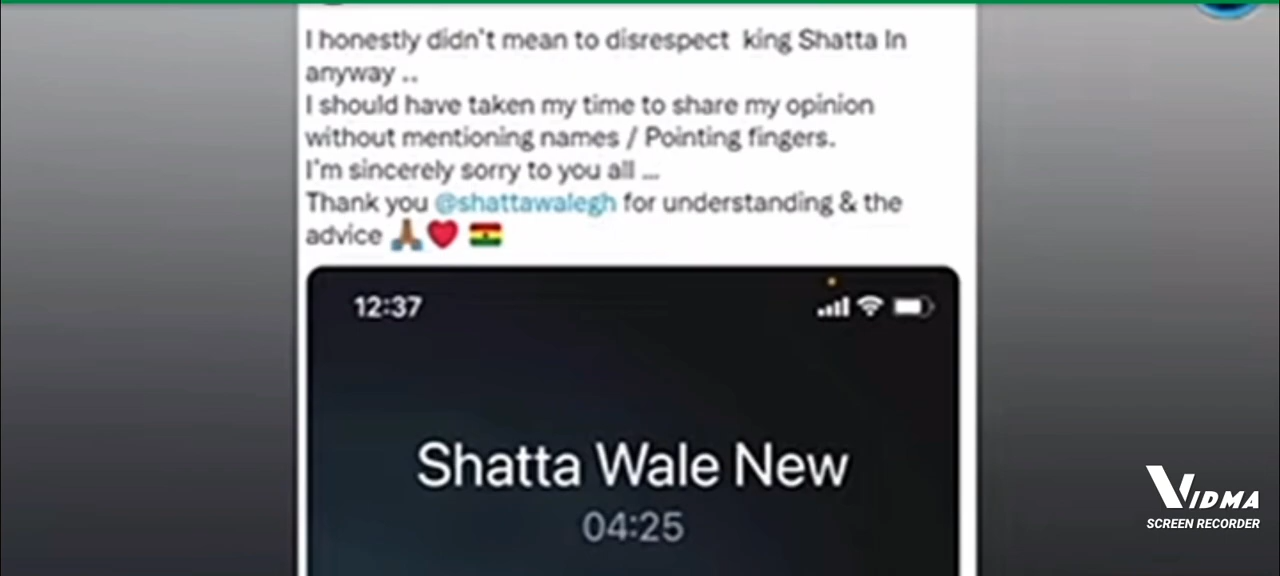 I honestly didn't mean to disrespect king Shatta In
anyway ..
I should have taken my time to share my opinion
without mentioning names / Pointing fingers.
I'm sincerely sorry to you all ...
Thank you @shattawalegh for understanding & the
advice 🙏🏾❤️ 🇬🇭
12:37
Shatta Wale New
04:25
VIDMA
SCREEN RECORDER